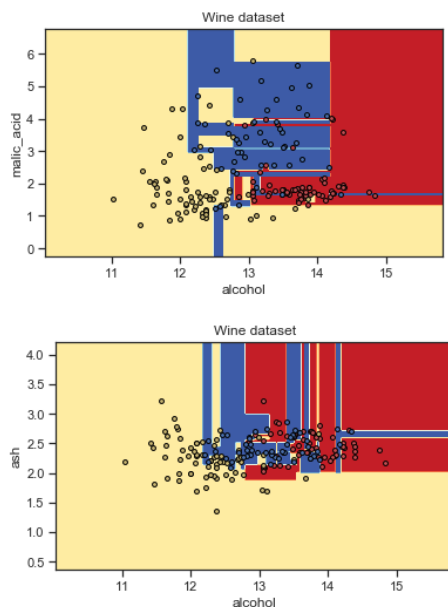 Wine dataset
6
5
4
3
2
1
0
malic_acid
11 12 13 14 15
alcohol
Wine dataset
4.0
3.5
3.0
2.5
2.0
1.5
1.0
0.5
ash
11 12 13 14 15
alcohol